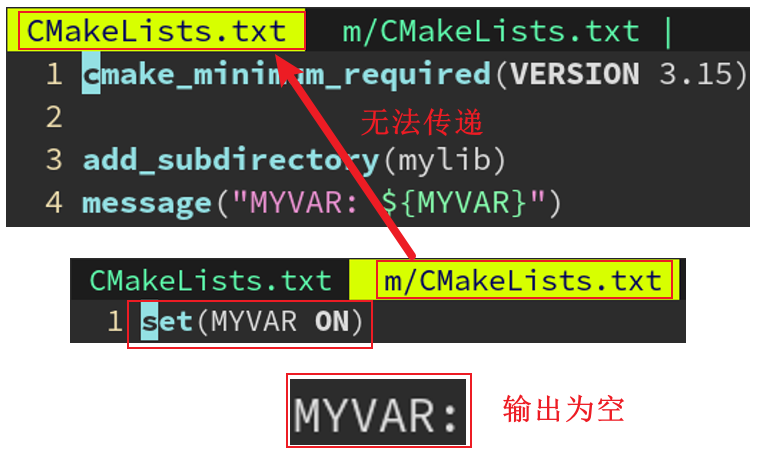 CMakeLists.txt m/CMakeLists.txt |
1 cmake_minimum_required(VERSION 3.15)
无法传递
2
3 add_subdirectory(mylib)
4 message("MYVAR: ${MYVAR}")
CMakeLists.txt m/CMakeLists.txt
1 set(MYVAR ON)
MYVAR:
输出为空